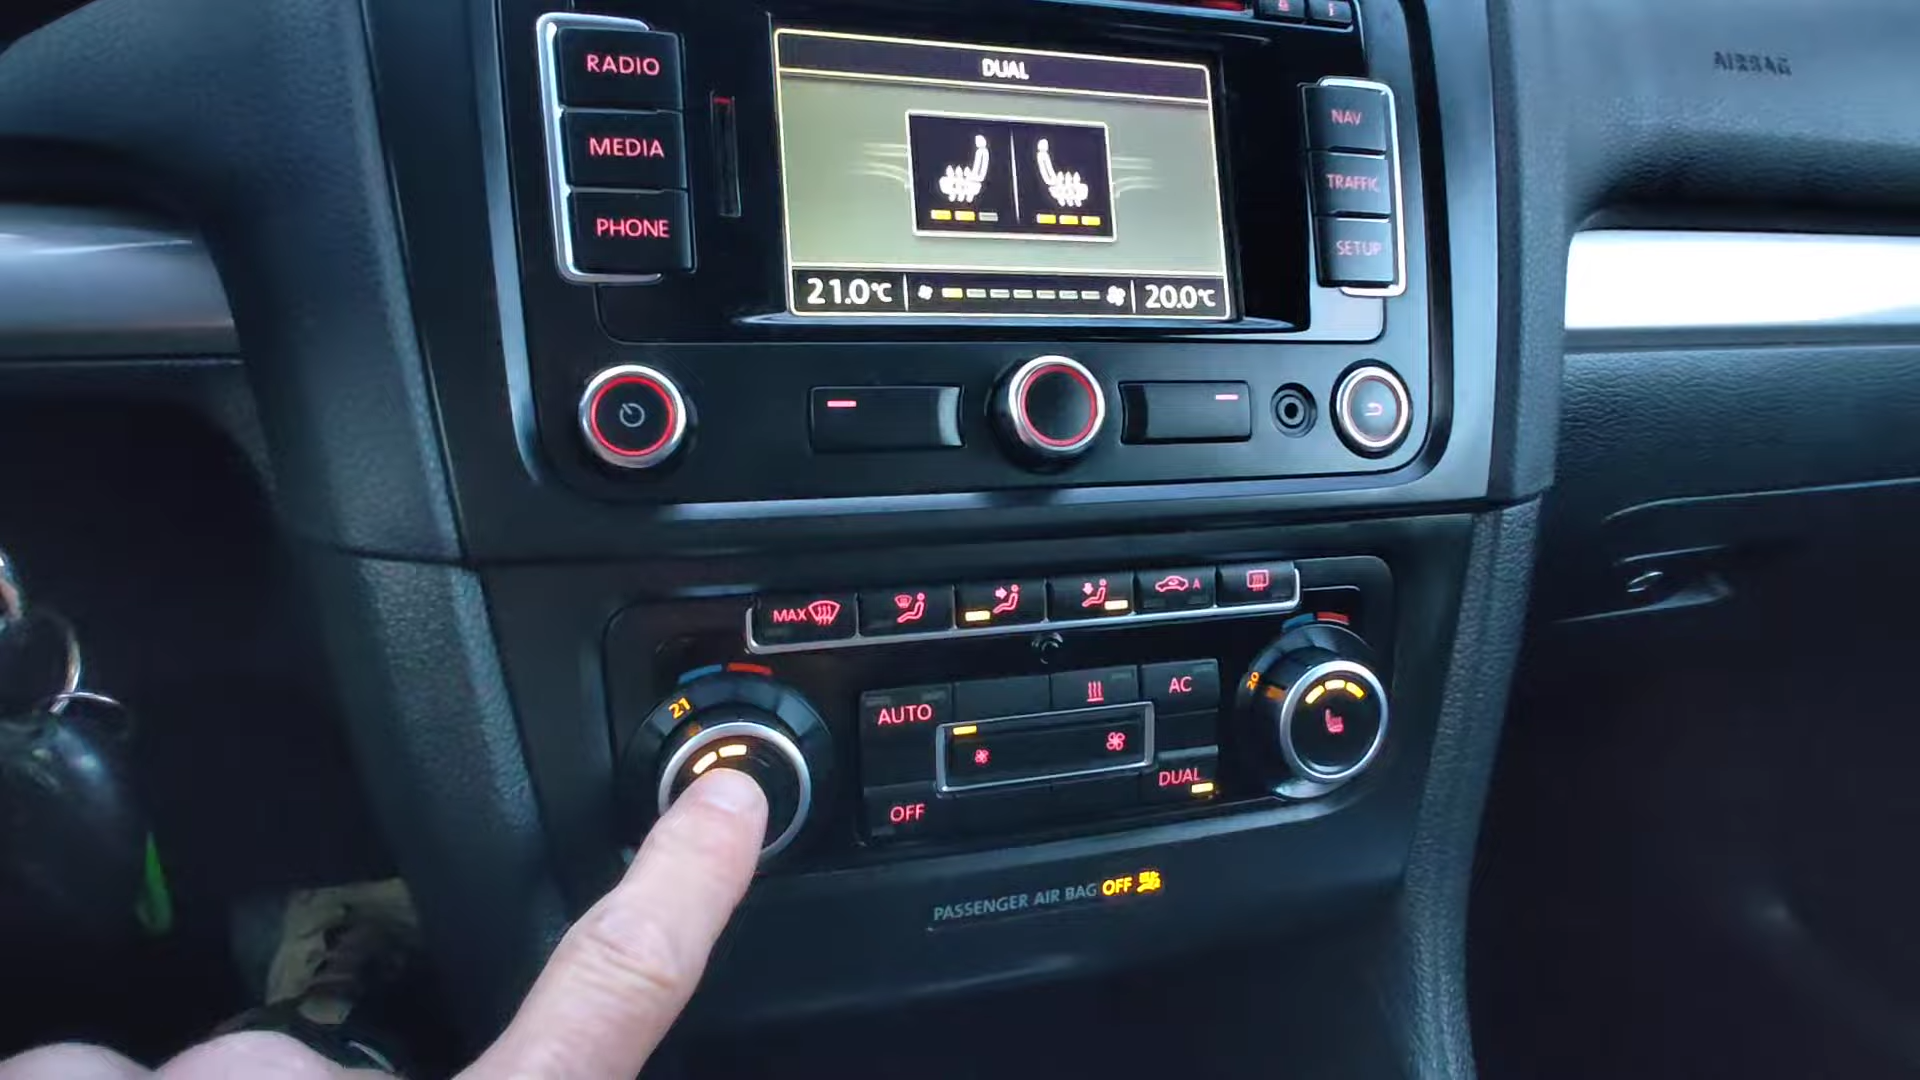 RADIO
MEDIA
PHONE
DUAL
21.0°C
20.0°C
NAV
TRAFFIC
SETUP
AIRBAG
MAX
A
21
20
AUTO
AC
OFF
DUAL
PASSENGER AIR BAG OFF